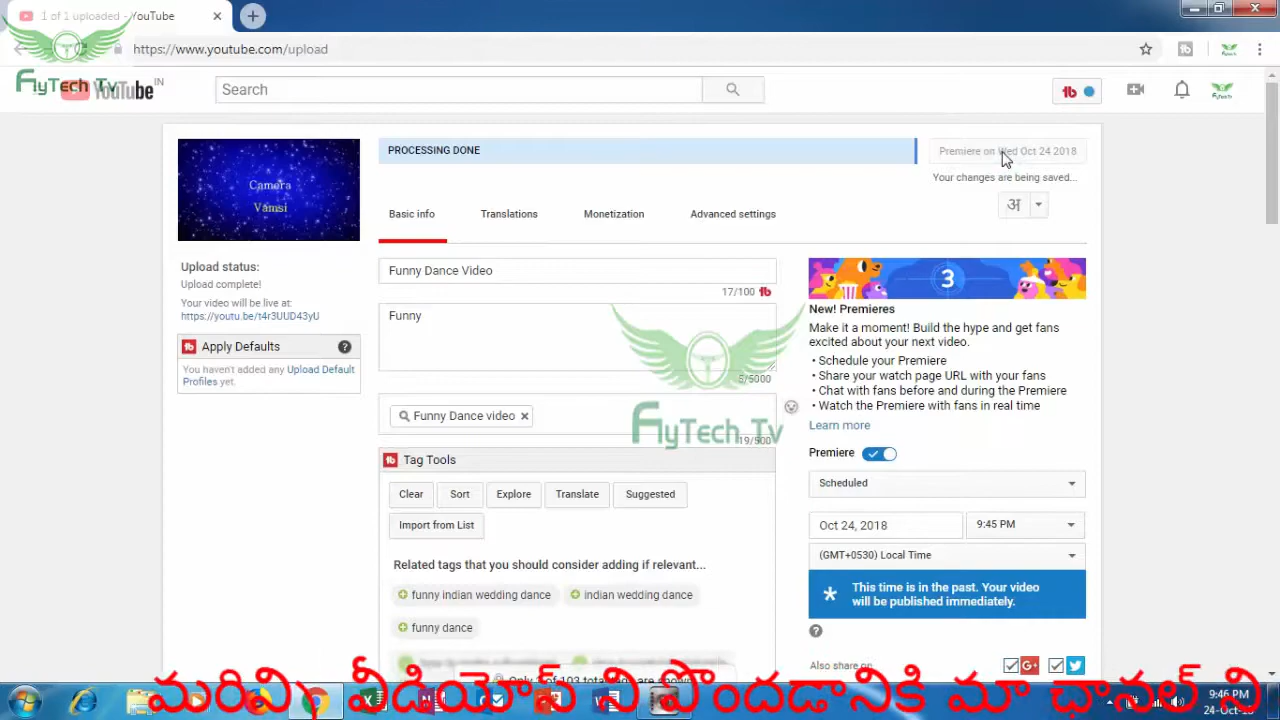 1 of 1 uploaded - YouTube
https://www.youtube.com/upload
FlyTech Tv
YouTube IN
Search
PROCESSING DONE
Premiere on Wed Oct 24 2018
Your changes are being saved...
Camera
Vamsi
Basic info
Translations
Monetization
Advanced settings
अ
Upload status:
Upload complete!
Your video will be live at:
https://youtu.be/t4r3UUD43yU
Apply Defaults
You haven't added any Upload Default
Profiles yet.
Funny Dance Video
17/100
Funny
5/5000
Funny Dance video
19/500
FlyTech Tv
Tag Tools
Clear
Sort
Explore
Translate
Suggested
Import from List
Related tags that you should consider adding if relevant...
funny indian wedding dance
indian wedding dance
funny dance
3
New! Premieres
Make it a moment! Build the hype and get fans
excited about your next video.
• Schedule your Premiere
• Share your watch page URL with your fans
• Chat with fans before and during the Premiere
• Watch the Premiere with fans in real time
Learn more
Premiere
Scheduled
Oct 24, 2018
9:45 PM
(GMT+0530) Local Time
This time is in the past. Your video
will be published immediately.
Also share on
మరిన్ని వీడియోస్ ని పొందడానికి మా ఛానల్ ని
9:46 PM